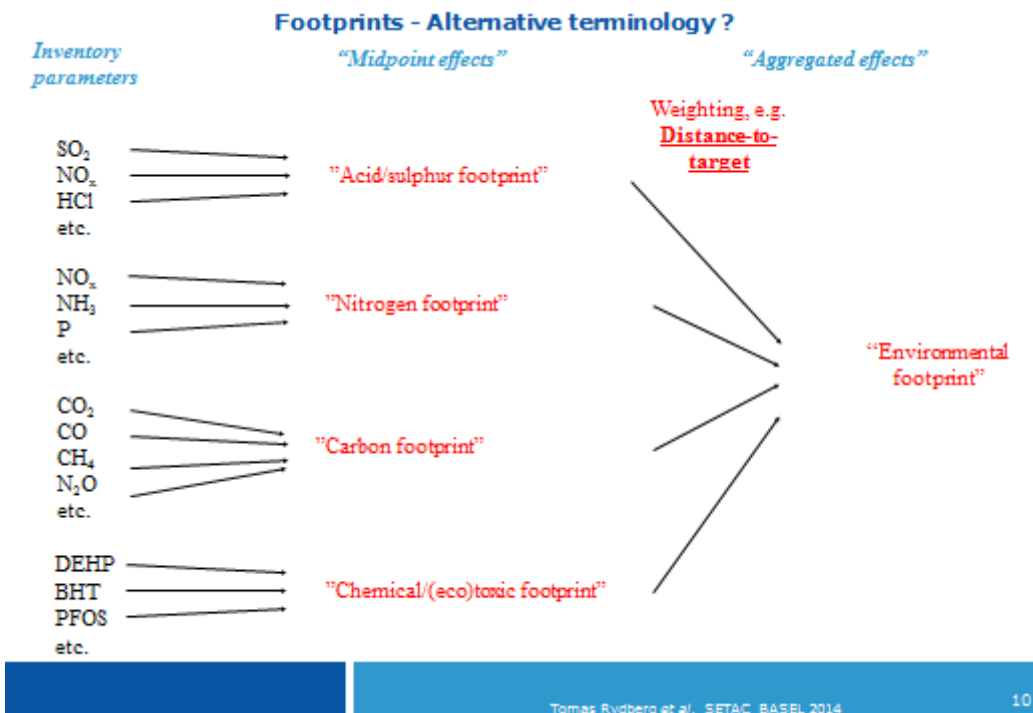 Footprints - Alternative terminology ?
Inventory
parameters
“Midpoint effects”
“Aggregated effects”
Weighting, e.g.
Distance-to-
target
SO₂
NOₓ
HCl
etc.
”Acid/sulphur footprint”
NOₓ
NH₃
P
etc.
”Nitrogen footprint”
“Environmental
footprint”
CO₂
CO
CH₄
N₂O
etc.
”Carbon footprint”
DEHP
BHT
PFOS
etc.
”Chemical/(eco)toxic footprint”
Tomas Rydberg et al. SETAC BASEL 2014
10